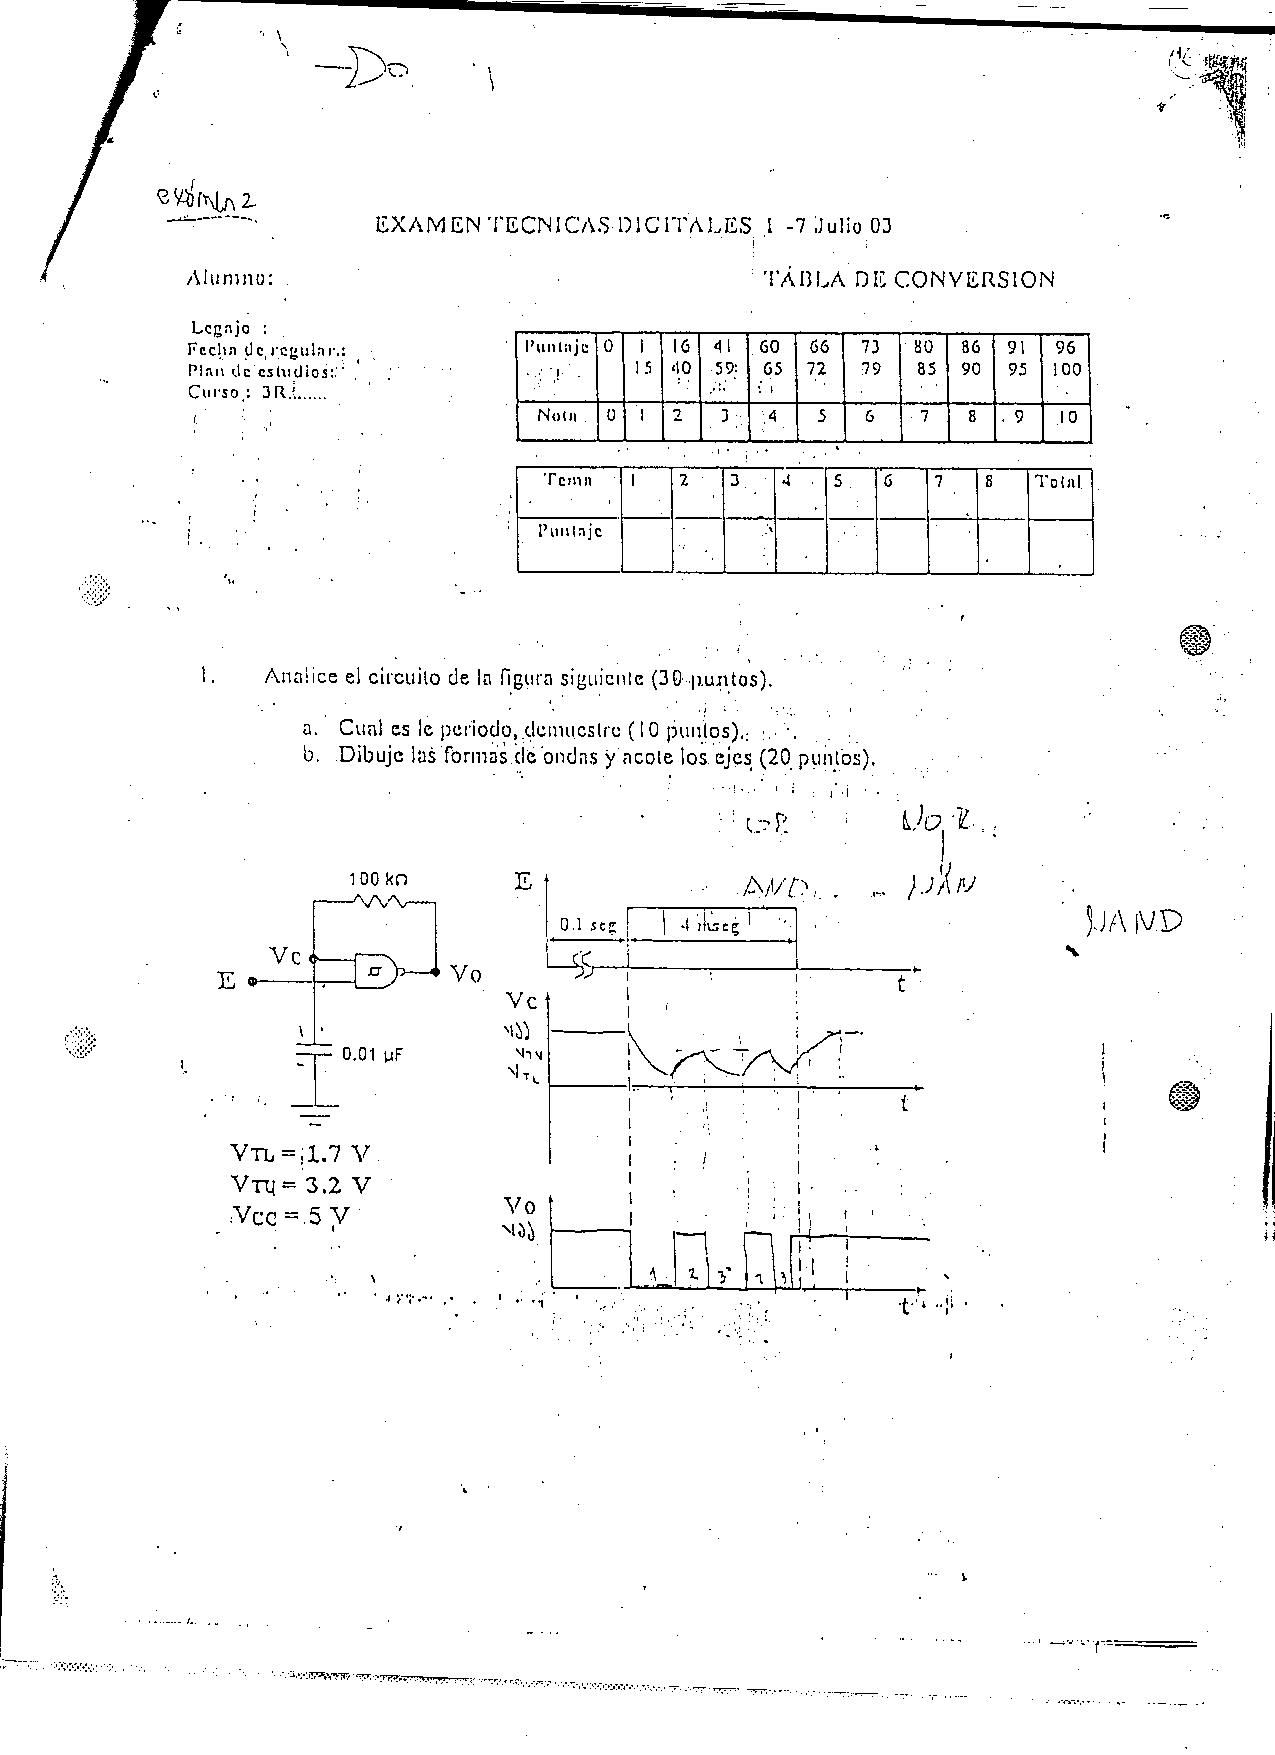 exámen 2
EXAMEN TECNICAS DIGITALES I -7 Julio 03
Alumno:
TABLA DE CONVERSION
Legajo :
Fecha de regular.:
Plan de estudios:
Curso : 3R.......
Puntaje 0 1 16 41 60 66 73 80 86 91 96
15 40 59 65 72 79 85 90 95 100
Nota 0 1 2 3 4 5 6 7 8 9 10
Tema 1 2 3 4 5 6 7 8 Total
Puntaje
1. Analice el circuito de la figura siguiente (30 puntos).
a. Cual es le periodo, demuestre (10 puntos).
b. Dibuje las formas de ondas y acote los ejes (20 puntos).
OR NOR
AND - NAN
NAND
100 kΩ
E
0.1 seg 4 mseg
t
Vc
E
Vo
0.01 µF
Vc
VDD
VTH
VTL
t
VTL = 1.7 V
VTH = 3.2 V
Vcc = 5 V
Vo
VDD
1 2 3 2 3
t